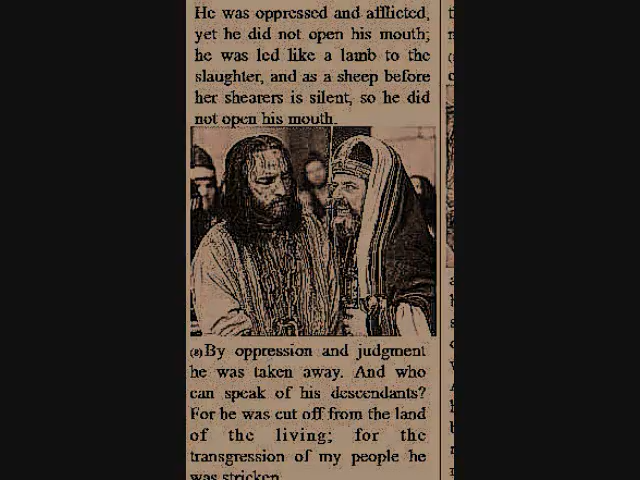 He was oppressed and afflicted,
yet he did not open his mouth;
he was led like a lamb to the
slaughter, and as a sheep before
her shearers is silent, so he did
not open his mouth.
(8)By oppression and judgment
he was taken away. And who
can speak of his descendants?
For he was cut off from the land
of the living; for the
transgression of my people he
was stricken